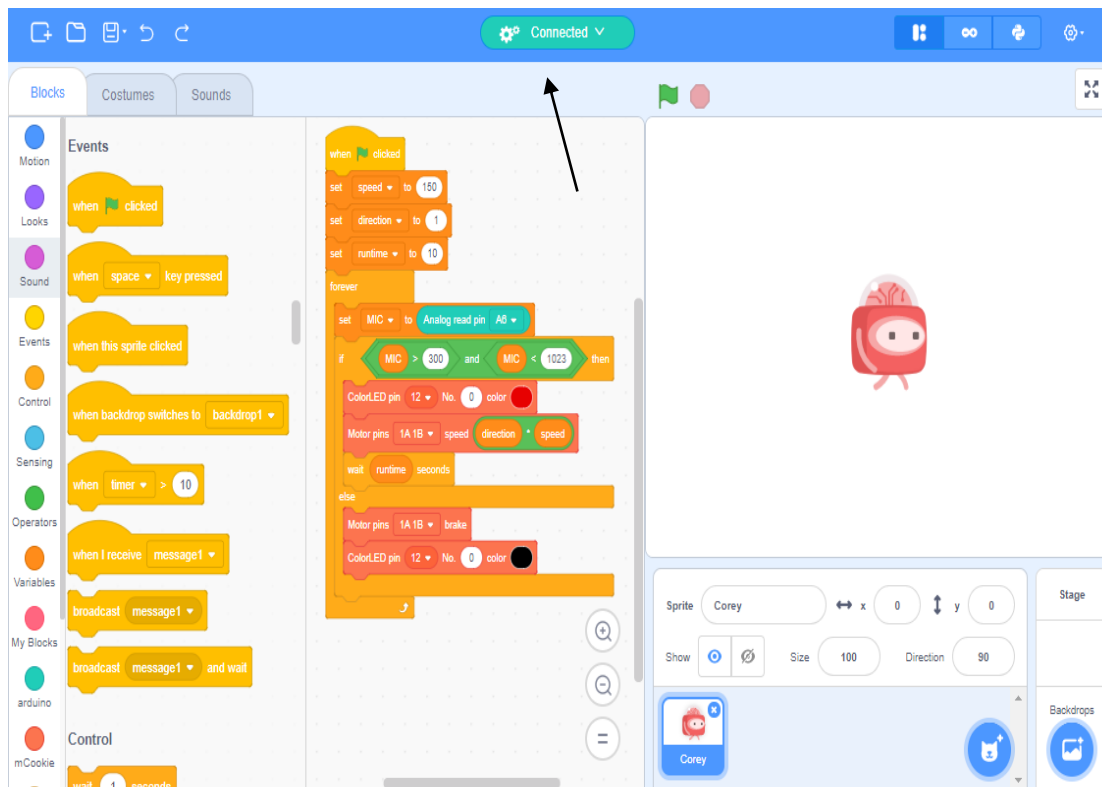 Connected
Blocks
Costumes
Sounds
Motion
Looks
Sound
Events
Control
Sensing
Operators
Variables
My Blocks
arduino
mCookie
Events
when clicked
when space key pressed
when this sprite clicked
when backdrop switches to backdrop1
when timer > 10
when I receive message1
broadcast message1
broadcast message1 and wait
Control
wait 1 seconds
when clicked
set speed to 150
set direction to 1
set runtime to 10
forever
set MIC to Analog read pin A6
if MIC > 300 and MIC < 1023 then
ColorLED pin 12 No. 0 color
Motor pins 1A 1B speed direction * speed
wait runtime seconds
else
Motor pins 1A 1B brake
ColorLED pin 12 No. 0 color
Sprite Corey x 0 y 0
Show Size 100 Direction 90
Corey
Stage
Backdrops